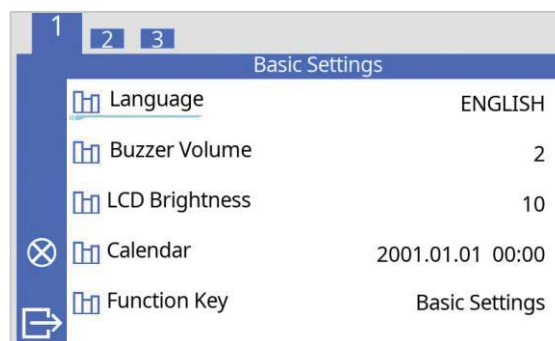 1 2 3
Basic Settings
Language ENGLISH
Buzzer Volume 2
LCD Brightness 10
Calendar 2001.01.01 00:00
Function Key Basic Settings